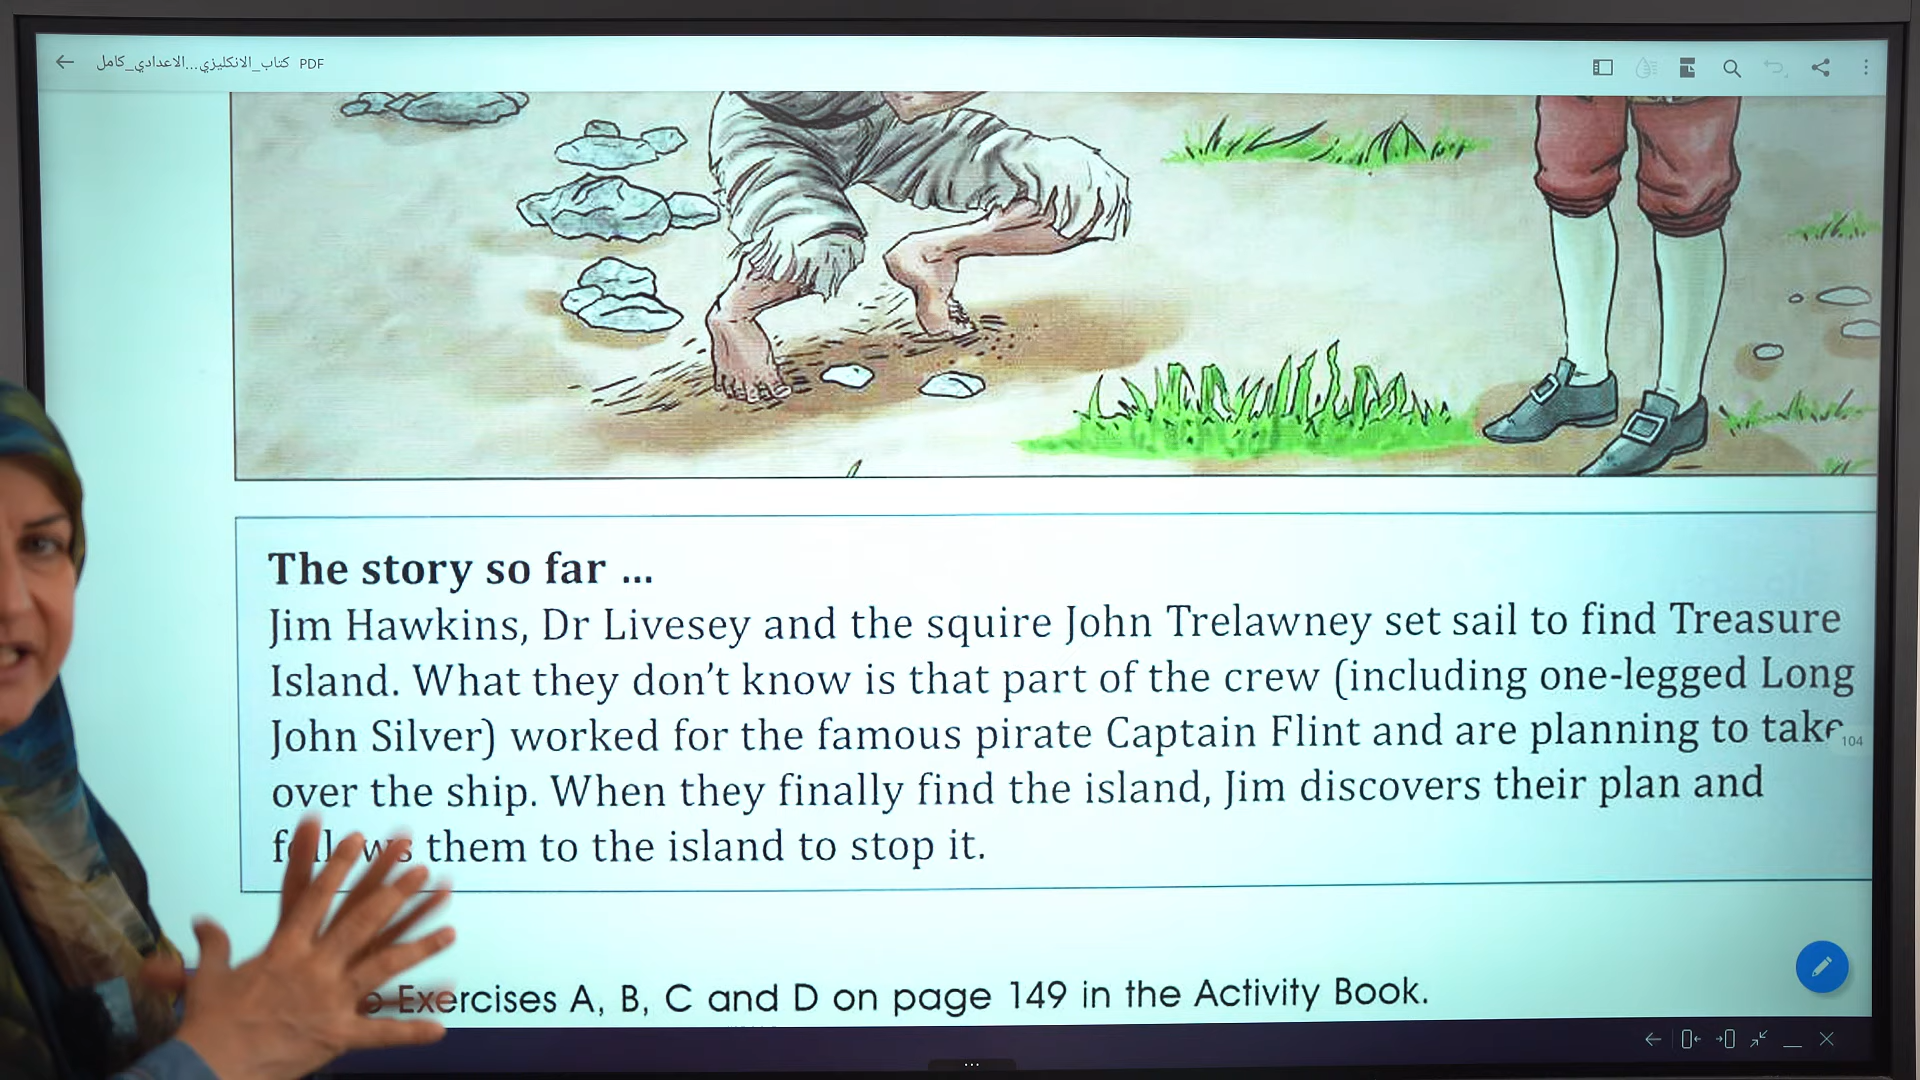 كتاب_الانكليزي...الاعدادي_كامل PDF
The story so far ...
Jim Hawkins, Dr Livesey and the squire John Trelawney set sail to find Treasure
Island. What they don't know is that part of the crew (including one-legged Long
John Silver) worked for the famous pirate Captain Flint and are planning to take
104
over the ship. When they finally find the island, Jim discovers their plan and
follows them to the island to stop it.
Exercises A, B, C and D on page 149 in the Activity Book.